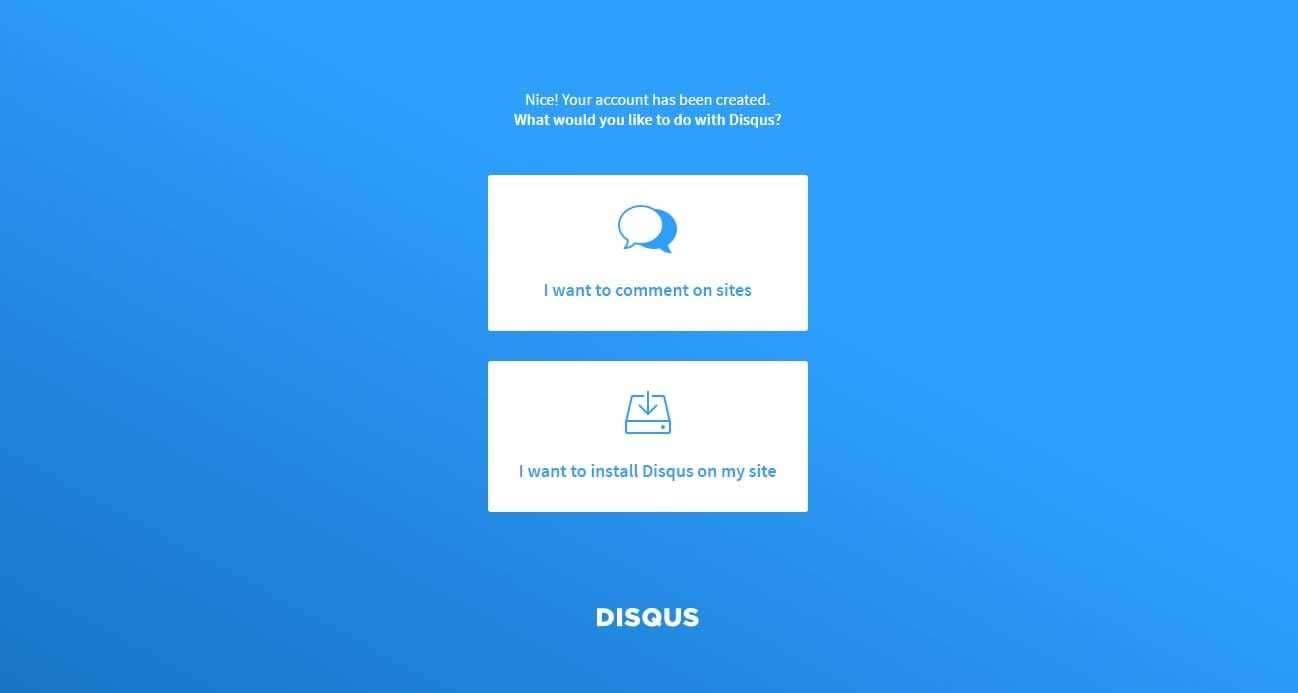 Nice! Your account has been created.
What would you like to do with Disqus?
I want to comment on sites
I want to install Disqus on my site
DISQUS